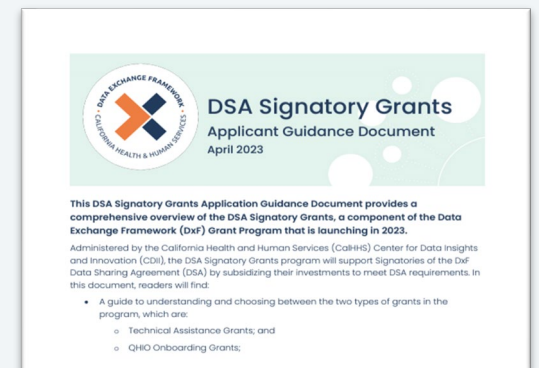 DATA EXCHANGE FRAMEWORK
CALIFORNIA HEALTH & HUMAN SERVICES
DSA Signatory Grants
Applicant Guidance Document
April 2023
This DSA Signatory Grants Application Guidance Document provides a
comprehensive overview of the DSA Signatory Grants, a component of the Data
Exchange Framework (DxF) Grant Program that is launching in 2023.
Administered by the California Health and Human Services (CalHHS) Center for Data Insights
and Innovation (CDII), the DSA Signatory Grants program will support Signatories of the DxF
Data Sharing Agreement (DSA) by subsidizing their investments to meet DSA requirements. In
this document, readers will find:
• A guide to understanding and choosing between the two types of grants in the
program, which are:
o Technical Assistance Grants; and
o QHIO Onboarding Grants;